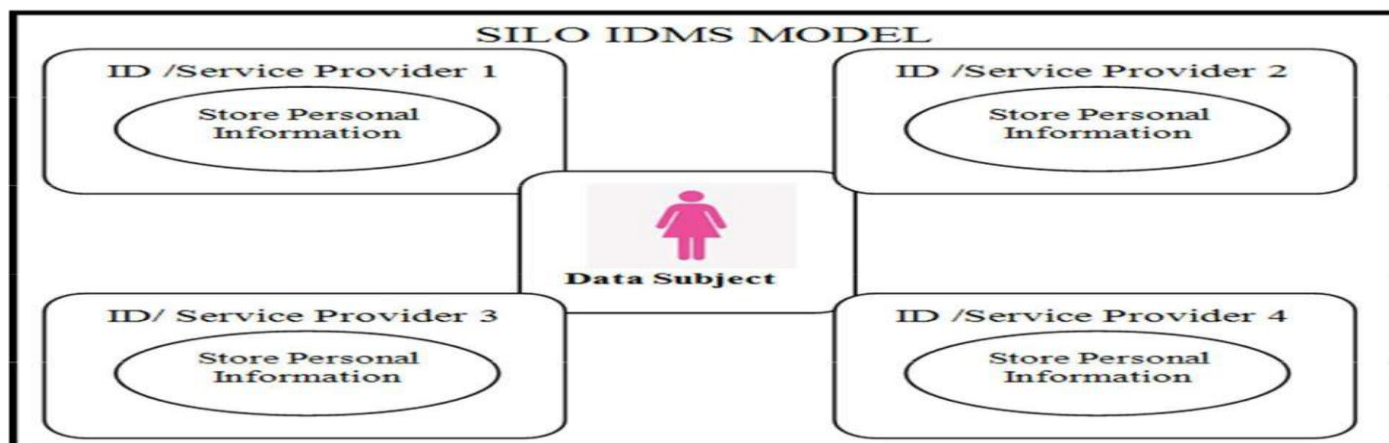 SILO IDMS MODEL
ID /Service Provider 1
Store Personal
Information
ID /Service Provider 2
Store Personal
Information
Data Subject
ID/ Service Provider 3
Store Personal
Information
ID /Service Provider 4
Store Personal
Information